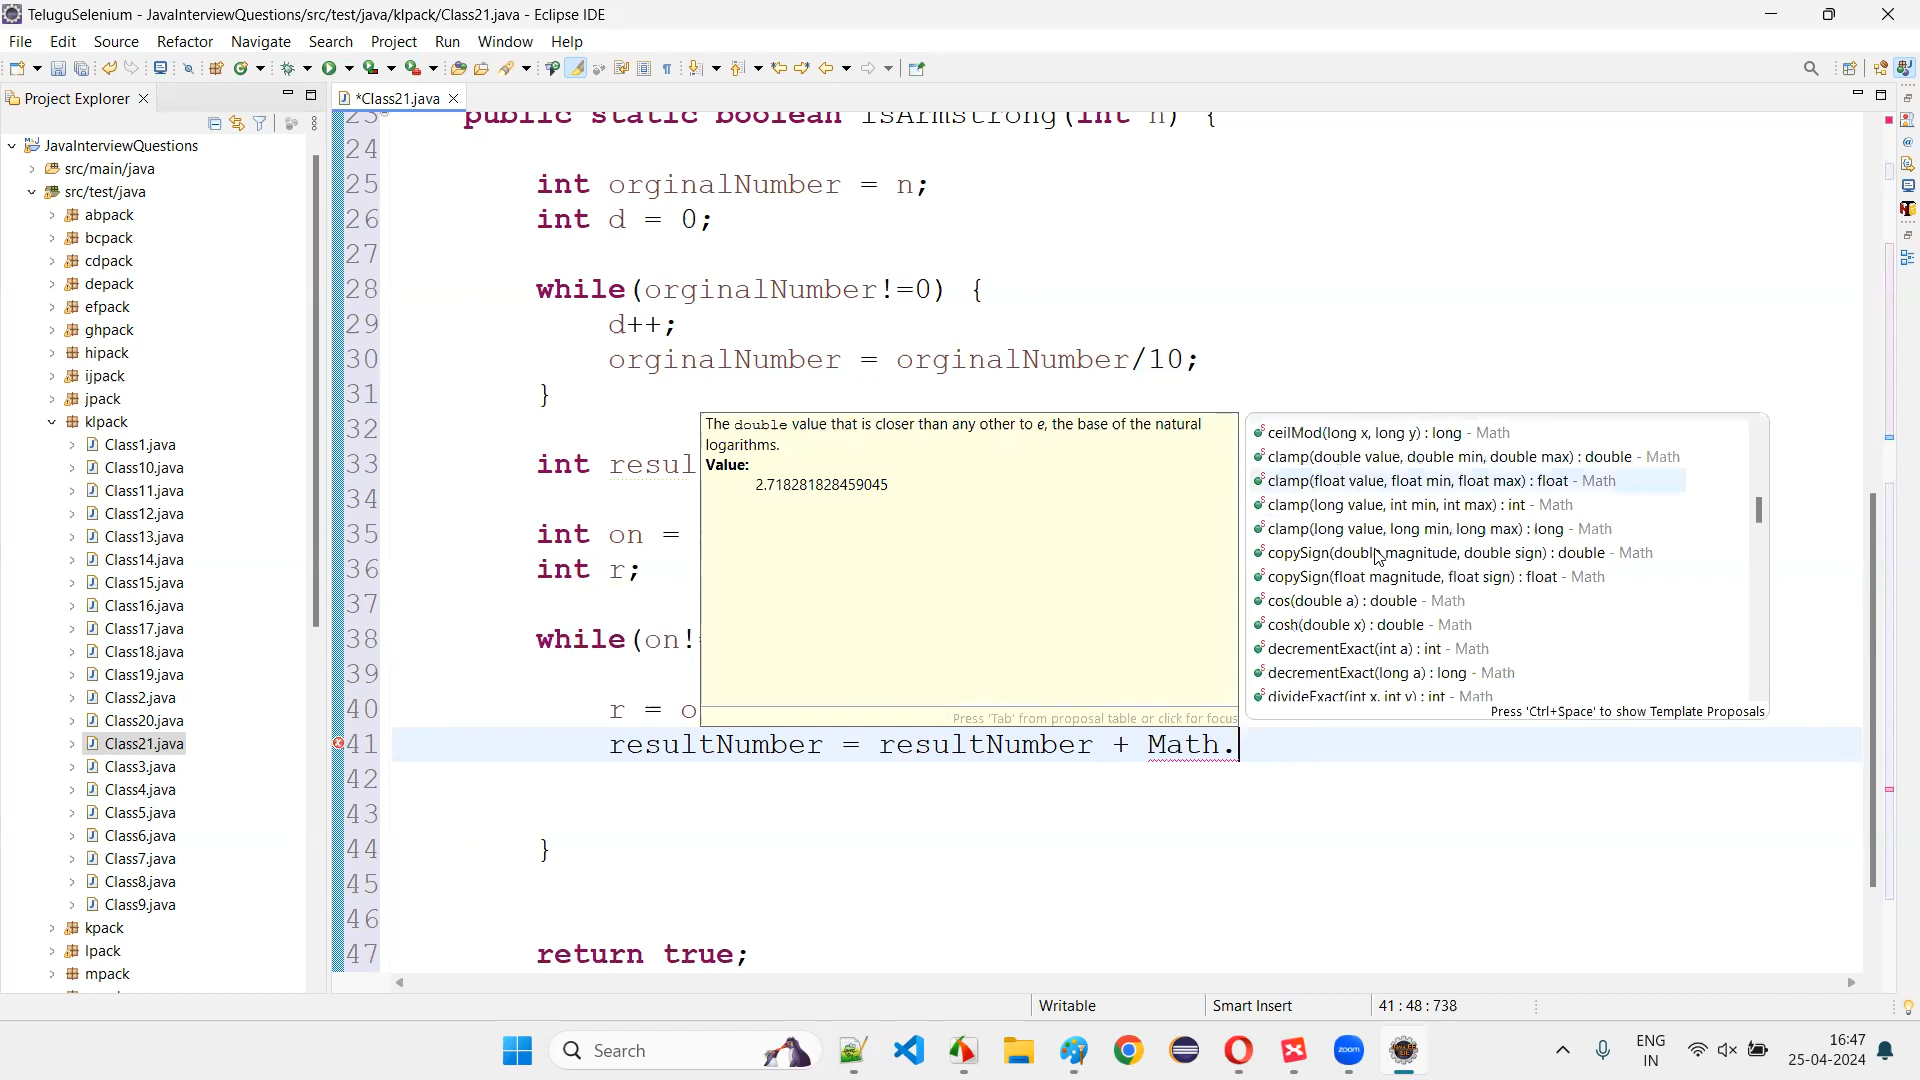 TeluguSelenium - JavaInterviewQuestions/src/test/java/klpack/Class21.java - Eclipse IDE
File Edit Source Refactor Navigate Search Project Run Window Help
Project Explorer
*Class21.java
JavaInterviewQuestions
src/main/java
src/test/java
abpack
bcpack
cdpack
depack
efpack
ghpack
hipack
ijpack
jpack
klpack
Class1.java
Class10.java
Class11.java
Class12.java
Class13.java
Class14.java
Class15.java
Class16.java
Class17.java
Class18.java
Class19.java
Class2.java
Class20.java
Class21.java
Class3.java
Class4.java
Class5.java
Class6.java
Class7.java
Class8.java
Class9.java
kpack
lpack
mpack
23 public static boolean isArmstrong(int n) {
24
25 int orginalNumber = n;
26 int d = 0;
27
28 while(orginalNumber!=0) {
29 d++;
30 orginalNumber = orginalNumber/10;
31 }
32
33 int resul
34
35 int on =
36 int r;
37
38 while(on!
39
40 r = o
41 resultNumber = resultNumber + Math.
42
43
44 }
45
46
47 return true;
The double value that is closer than any other to e, the base of the natural
logarithms.
Value:
2.718281828459045
Press 'Tab' from proposal table or click for focus
ceilMod(long x, long y) : long - Math
clamp(double value, double min, double max) : double - Math
clamp(float value, float min, float max) : float - Math
clamp(long value, int min, int max) : int - Math
clamp(long value, long min, long max) : long - Math
copySign(double magnitude, double sign) : double - Math
copySign(float magnitude, float sign) : float - Math
cos(double a) : double - Math
cosh(double x) : double - Math
decrementExact(int a) : int - Math
decrementExact(long a) : long - Math
divideExact(int x, int y) : int - Math
Press 'Ctrl+Space' to show Template Proposals
Writable Smart Insert 41 : 48 : 738
Search
zoom
ENG
IN
16:47
25-04-2024